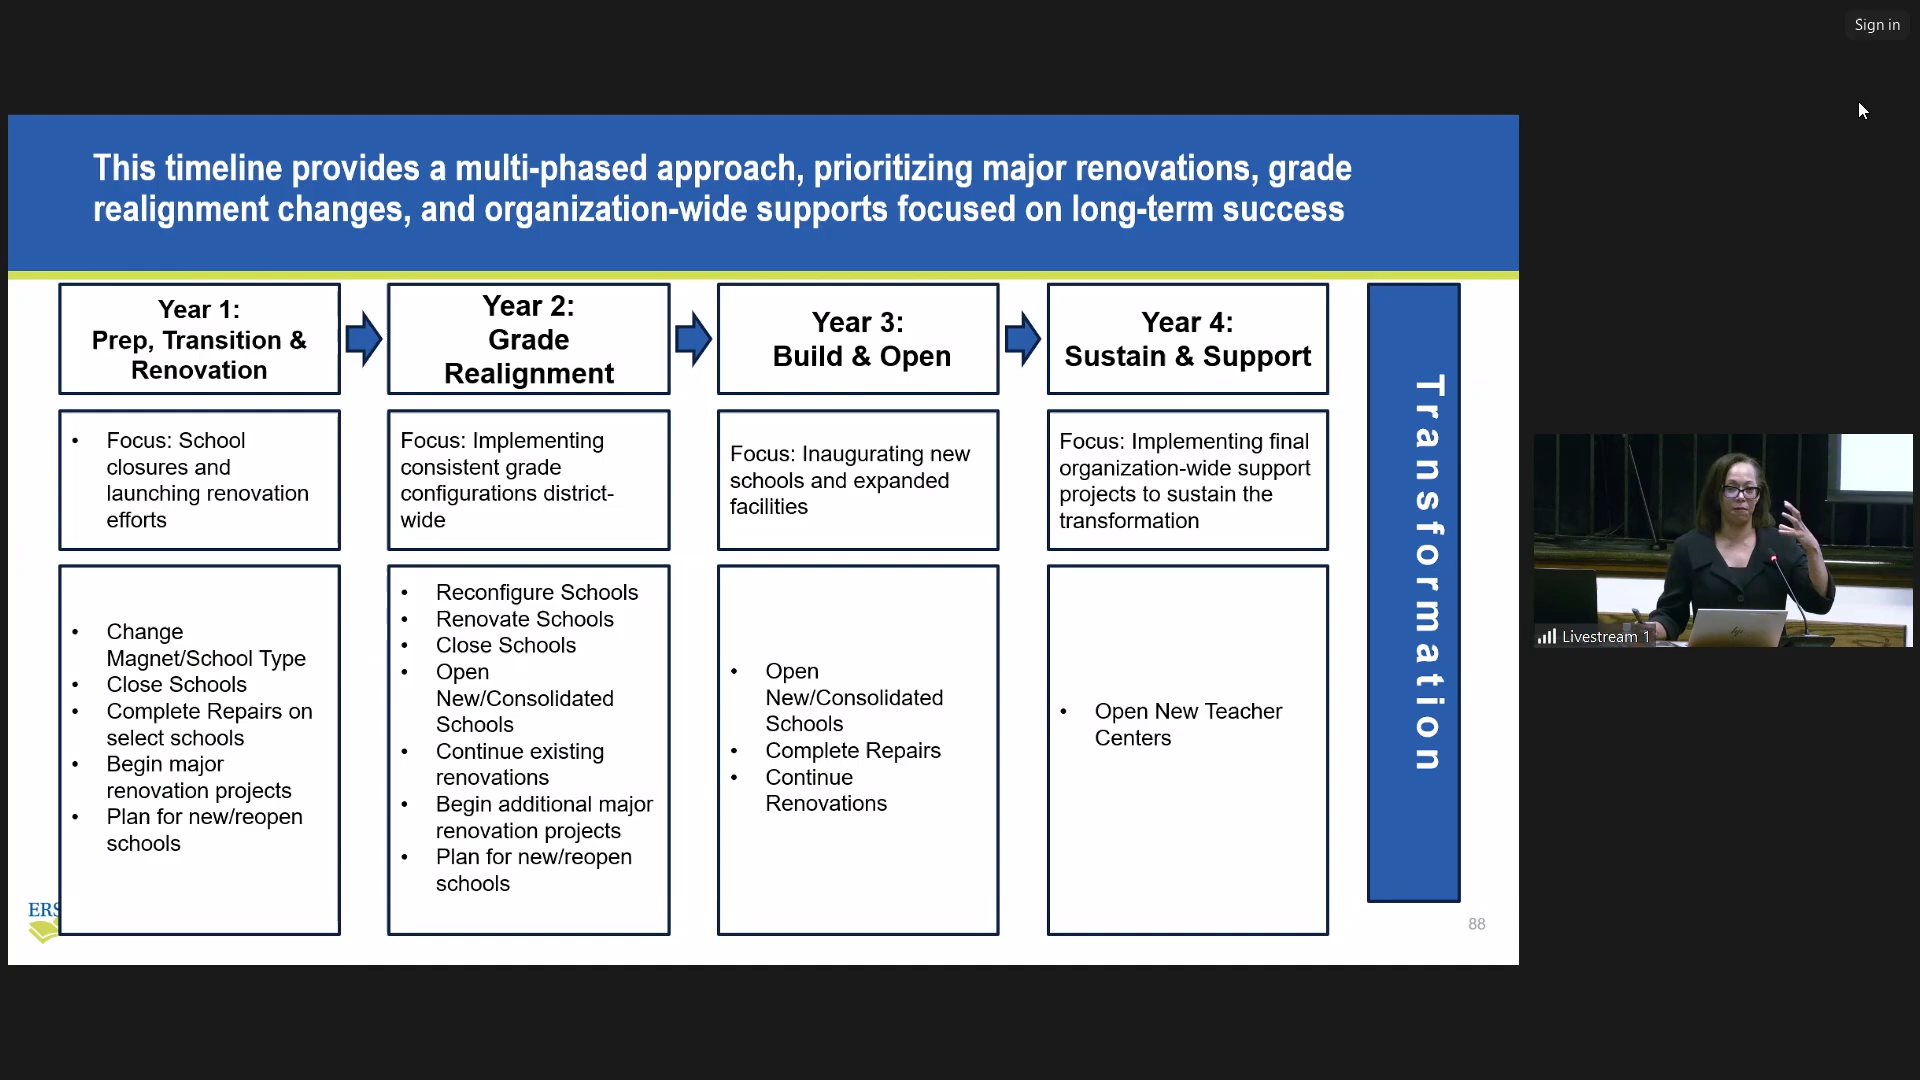 Sign in
This timeline provides a multi-phased approach, prioritizing major renovations, grade
realignment changes, and organization-wide supports focused on long-term success
Year 1:
Prep, Transition &
Renovation
Year 2:
Grade
Realignment
Year 3:
Build & Open
Year 4:
Sustain & Support
• Focus: School
closures and
launching renovation
efforts
Focus: Implementing
consistent grade
configurations district-
wide
Focus: Inaugurating new
schools and expanded
facilities
Focus: Implementing final
organization-wide support
projects to sustain the
transformation
• Change
Magnet/School Type
• Close Schools
• Complete Repairs on
select schools
• Begin major
renovation projects
• Plan for new/reopen
schools
• Reconfigure Schools
• Renovate Schools
• Close Schools
• Open
New/Consolidated
Schools
• Continue existing
renovations
• Begin additional major
renovation projects
• Plan for new/reopen
schools
• Open
New/Consolidated
Schools
• Complete Repairs
• Continue
Renovations
• Open New Teacher
Centers
Transformation
ERS
88
hp
Livestream 1